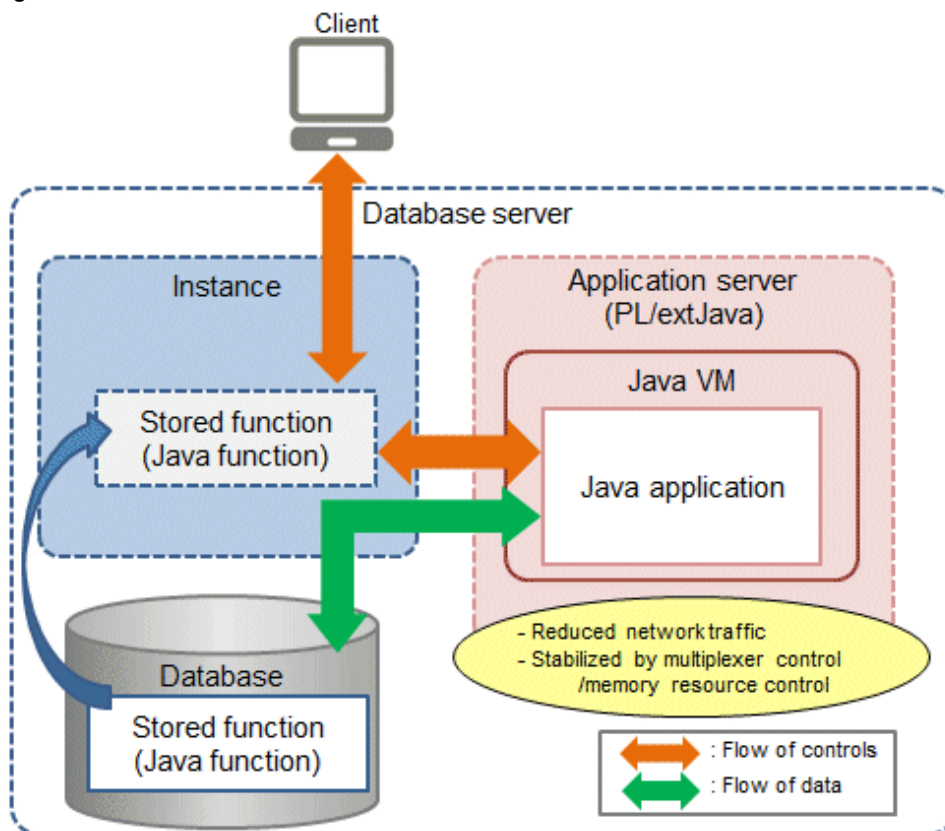 Client
Database server
Instance
Application server
(PL/extJava)
Java VM
Stored function
(Java function)
Java application
- Reduced network traffic
- Stabilized by multiplexer control
/memory resource control
Database
Stored function
(Java function)
: Flow of controls
: Flow of data